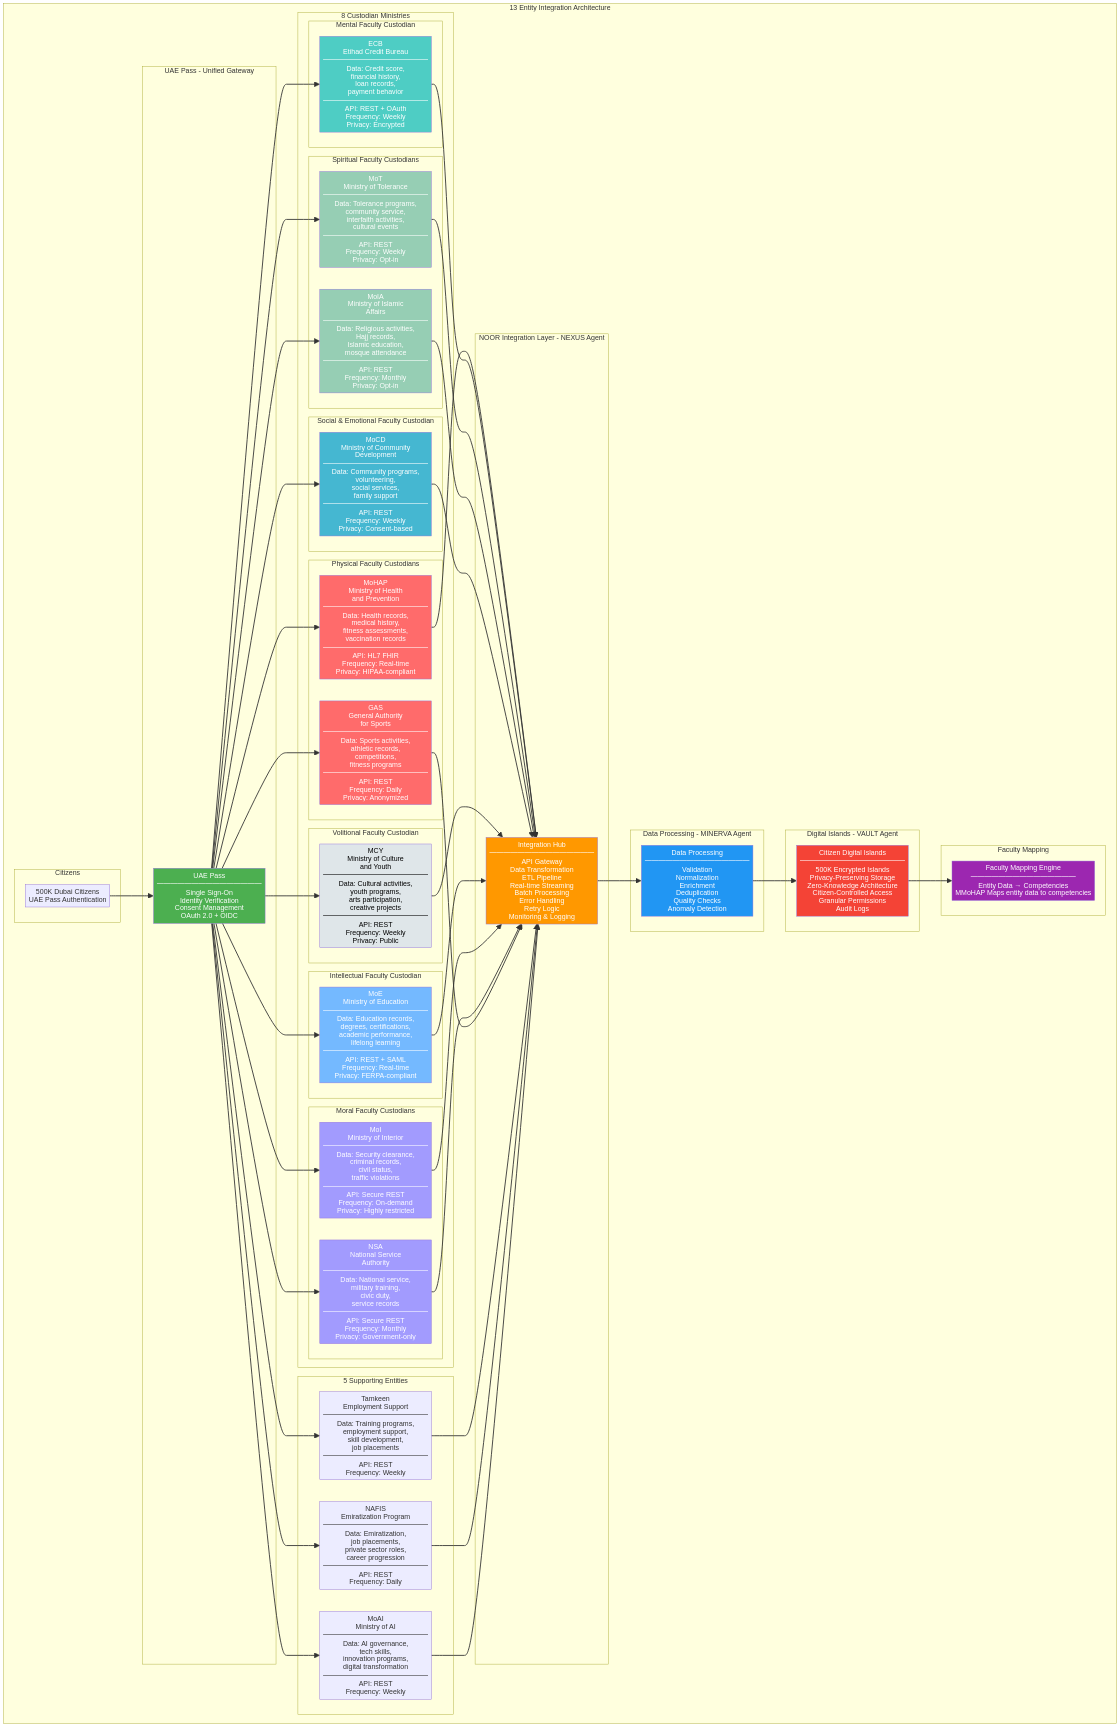 13 Entity Integration Architecture
Citizens
500K Dubai Citizens
UAE Pass Authentication
UAE Pass - Unified Gateway
UAE Pass
Single Sign-On
Identity Verification
Consent Management
OAuth 2.0 + OIDC
8 Custodian Ministries
Mental Faculty Custodian
ECB
Etihad Credit Bureau
Data: Credit score,
financial history,
loan records,
payment behavior
API: REST + OAuth
Frequency: Weekly
Privacy: Encrypted
Spiritual Faculty Custodians
MoT
Ministry of Tolerance
Data: Tolerance programs,
community service,
interfaith activities,
cultural events
API: REST
Frequency: Weekly
Privacy: Opt-in
MoIA
Ministry of Islamic
Affairs
Data: Religious activities,
Hajj records,
Islamic education,
mosque attendance
API: REST
Frequency: Monthly
Privacy: Opt-in
Social & Emotional Faculty Custodian
MoCD
Ministry of Community
Development
Data: Community programs,
volunteering,
social services,
family support
API: REST
Frequency: Weekly
Privacy: Consent-based
Physical Faculty Custodians
MoHAP
Ministry of Health
and Prevention
Data: Health records,
medical history,
fitness assessments,
vaccination records
API: HL7 FHIR
Frequency: Real-time
Privacy: HIPAA-compliant
GAS
General Authority
for Sports
Data: Sports activities,
athletic records,
competitions,
fitness programs
API: REST
Frequency: Daily
Privacy: Anonymized
Volitional Faculty Custodian
MCY
Ministry of Culture
and Youth
Data: Cultural activities,
youth programs,
arts participation,
creative projects
API: REST
Frequency: Weekly
Privacy: Public
Intellectual Faculty Custodian
MoE
Ministry of Education
Data: Education records,
degrees, certifications,
academic performance,
lifelong learning
API: REST + SAML
Frequency: Real-time
Privacy: FERPA-compliant
Moral Faculty Custodians
MoI
Ministry of Interior
Data: Security clearance,
criminal records,
civil status,
traffic violations
API: Secure REST
Frequency: On-demand
Privacy: Highly restricted
NSA
National Service
Authority
Data: National service,
military training,
civic duty,
service records
API: Secure REST
Frequency: Monthly
Privacy: Government-only
5 Supporting Entities
Tamkeen
Employment Support
Data: Training programs,
employment support,
skill development,
job placements
API: REST
Frequency: Weekly
NAFIS
Emiratization Program
Data: Emiratization,
job placements,
private sector roles,
career progression
API: REST
Frequency: Daily
MoAI
Ministry of AI
Data: AI governance,
tech skills,
innovation programs,
digital transformation
API: REST
Frequency: Weekly
NOOR Integration Layer - NEXUS Agent
Integration Hub
API Gateway
Data Transformation
ETL Pipeline
Real-time Streaming
Batch Processing
Error Handling
Retry Logic
Monitoring & Logging
Data Processing - MINERVA Agent
Data Processing
Validation
Normalization
Enrichment
Deduplication
Quality Checks
Anomaly Detection
Digital Islands - VAULT Agent
Citizen Digital Islands
500K Encrypted Islands
Privacy-Preserving Storage
Zero-Knowledge Architecture
Citizen-Controlled Access
Granular Permissions
Audit Logs
Faculty Mapping
Faculty Mapping Engine
Entity Data → Competencies
MMoHAP Maps entity data to competencies